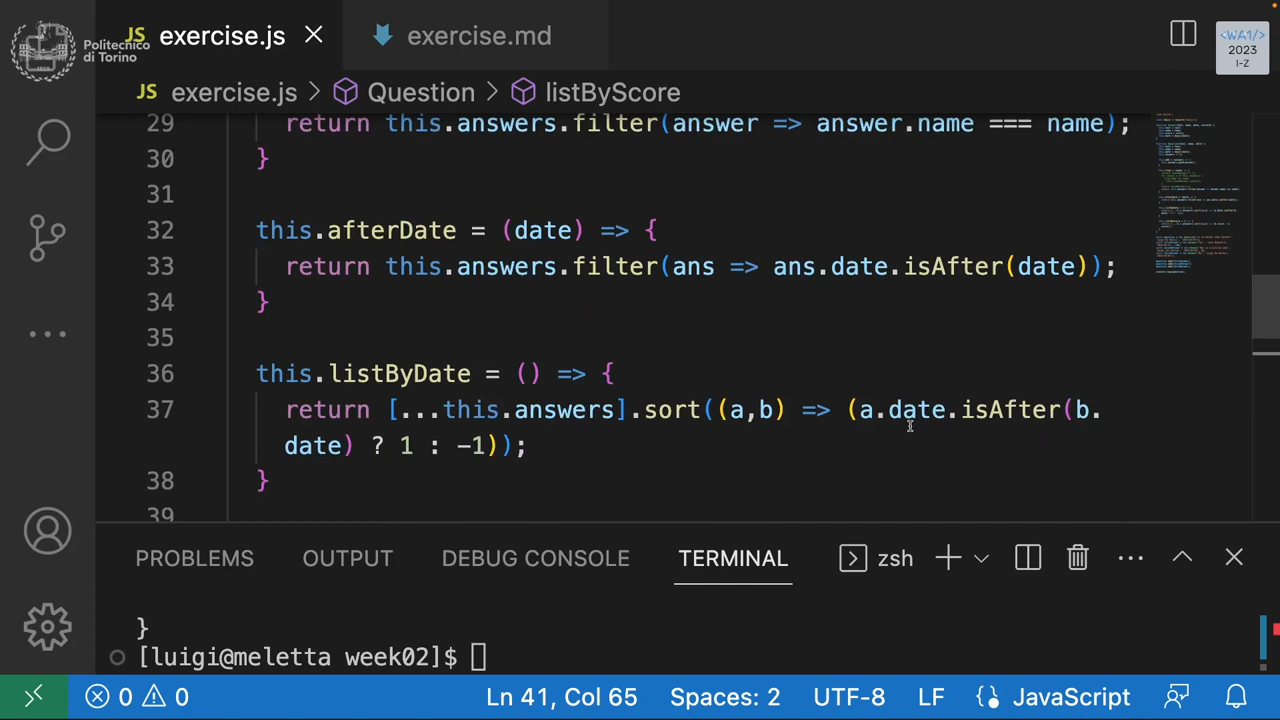 JS exercise.js
exercise.md
<WA1/>
2023
I-Z
Politecnico
di Torino
JS exercise.js > Question > listByScore
29 return this.answers.filter(answer => answer.name === name);
30 }
31
32 this.afterDate = (date) => {
33 return this.answers.filter(ans => ans.date.isAfter(date));
34 }
35
36 this.listByDate = () => {
37 return [...this.answers].sort((a,b) => (a.date.isAfter(b.
date) ? 1 : -1));
38 }
39
PROBLEMS OUTPUT DEBUG CONSOLE TERMINAL zsh
}
[luigi@meletta week02]$
0 0 Ln 41, Col 65 Spaces: 2 UTF-8 LF JavaScript